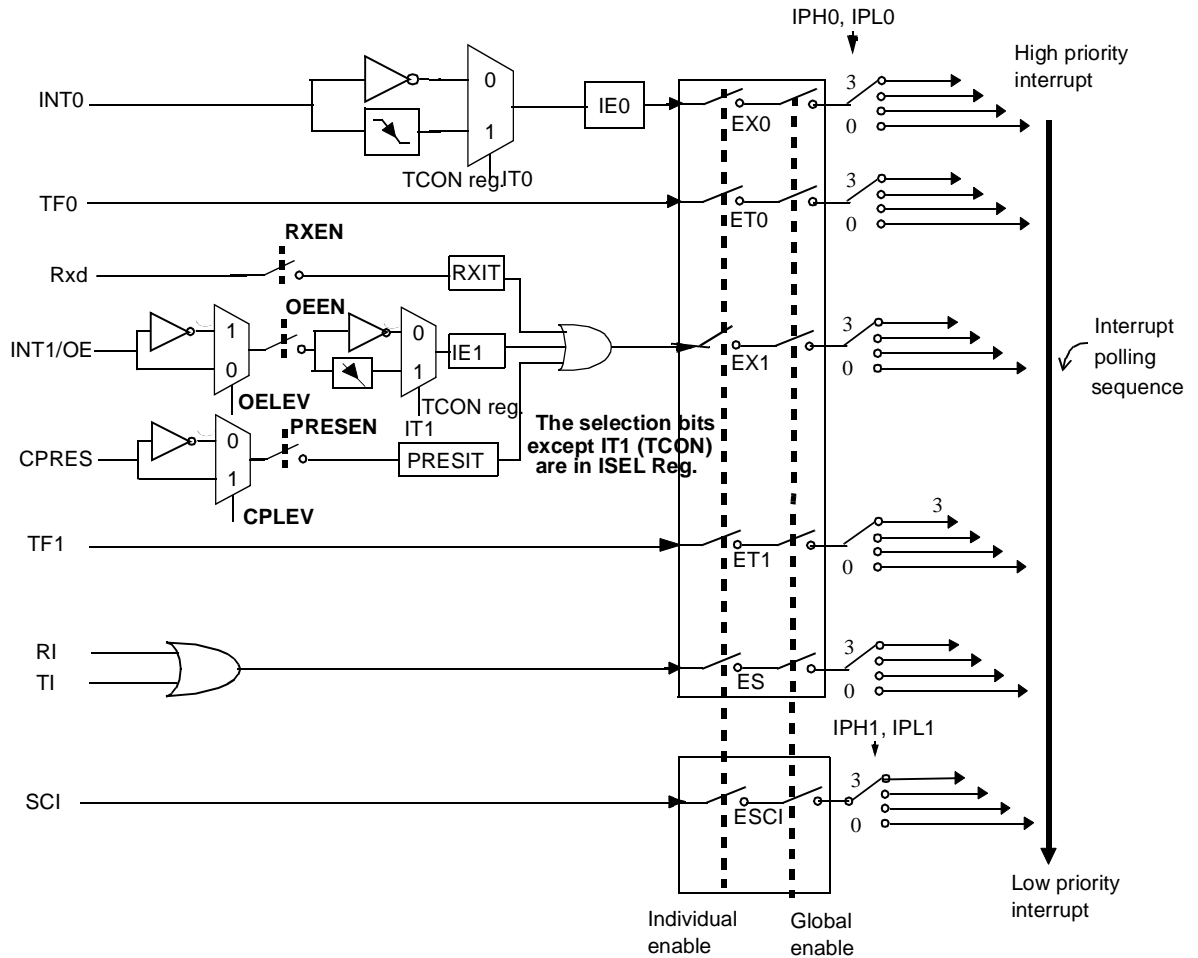 IPH0, IPL0
High priority
interrupt
INT0
0
1
IE0
EX0
3
0
TCON reg.
IT0
TF0
ET0
3
0
RXEN
Rxd
RXIT
OEEN
INT1/OE
1
0
0
1
IE1
EX1
3
0
Interrupt
polling
sequence
OELEV
TCON reg.
IT1
PRESEN
The selection bits
except IT1 (TCON)
are in ISEL Reg.
CPRES
0
1
PRESIT
CPLEV
TF1
ET1
3
0
RI
TI
ES
3
0
IPH1, IPL1
SCI
ESCI
3
0
Low priority
interrupt
Individual
enable
Global
enable